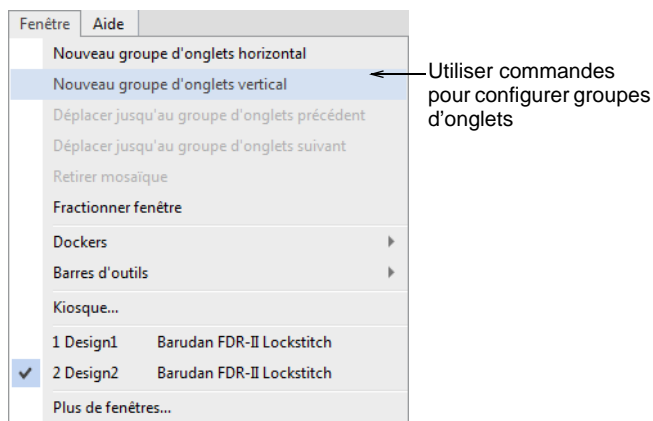 Fenêtre Aide
Nouveau groupe d'onglets horizontal
Nouveau groupe d'onglets vertical
Déplacer jusqu'au groupe d'onglets précédent
Déplacer jusqu'au groupe d'onglets suivant
Retirer mosaïque
Fractionner fenêtre
Dockers
Barres d'outils
Kiosque...
1 Design1 Barudan FDR-II Lockstitch
2 Design2 Barudan FDR-II Lockstitch
Plus de fenêtres...
Utiliser commandes
pour configurer groupes
d'onglets